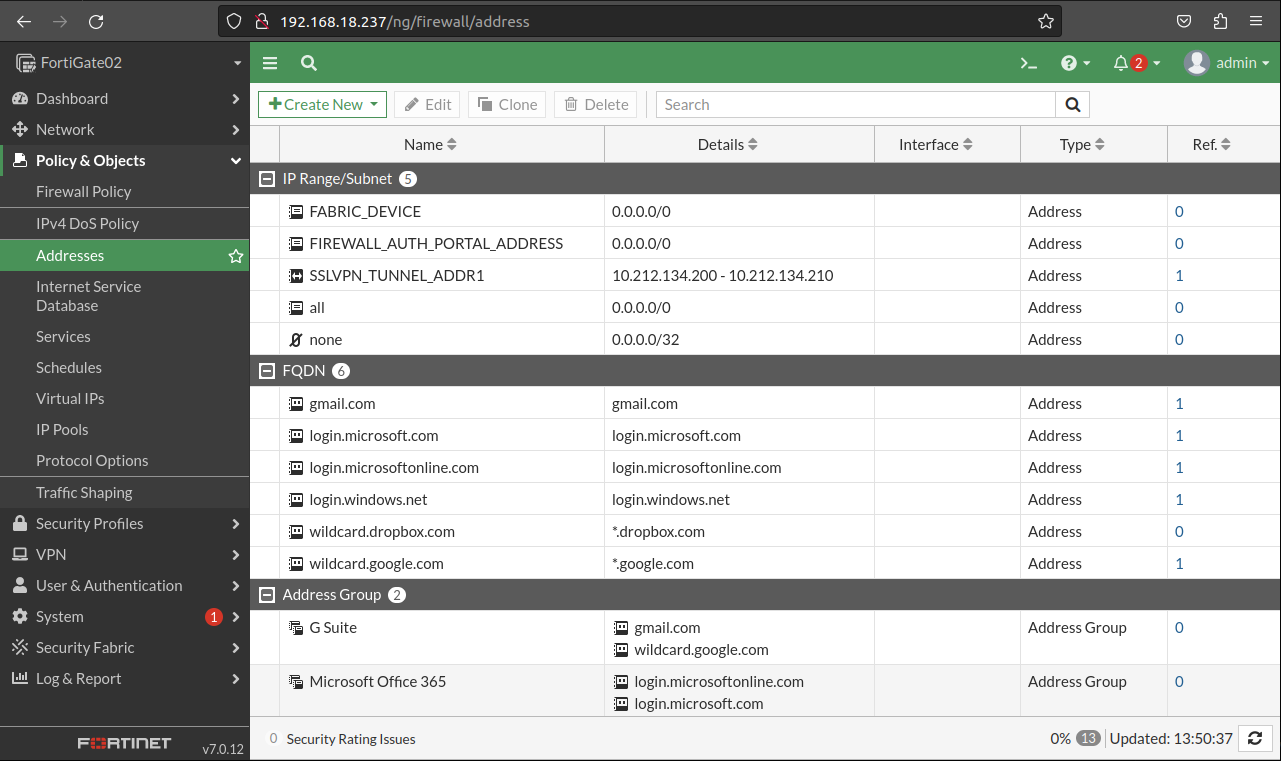 192.168.18.237/ng/firewall/address
FortiGate02
2 admin
Dashboard
Network
Policy & Objects
Firewall Policy
IPv4 DoS Policy
Addresses
Internet Service
Database
Services
Schedules
Virtual IPs
IP Pools
Protocol Options
Traffic Shaping
Security Profiles
VPN
User & Authentication
System 1
Security Fabric
Log & Report
FORTINET v7.0.12
Create New Edit Clone Delete Search
Name Details Interface Type Ref.
IP Range/Subnet 5
FABRIC_DEVICE 0.0.0.0/0 Address 0
FIREWALL_AUTH_PORTAL_ADDRESS 0.0.0.0/0 Address 0
SSLVPN_TUNNEL_ADDR1 10.212.134.200 - 10.212.134.210 Address 1
all 0.0.0.0/0 Address 0
none 0.0.0.0/32 Address 0
FQDN 6
gmail.com gmail.com Address 1
login.microsoft.com login.microsoft.com Address 1
login.microsoftonline.com login.microsoftonline.com Address 1
login.windows.net login.windows.net Address 1
wildcard.dropbox.com *.dropbox.com Address 0
wildcard.google.com *.google.com Address 1
Address Group 2
G Suite gmail.com Address Group 0
wildcard.google.com
Microsoft Office 365 login.microsoftonline.com Address Group 0
login.microsoft.com
0 Security Rating Issues 0% 13 Updated: 13:50:37